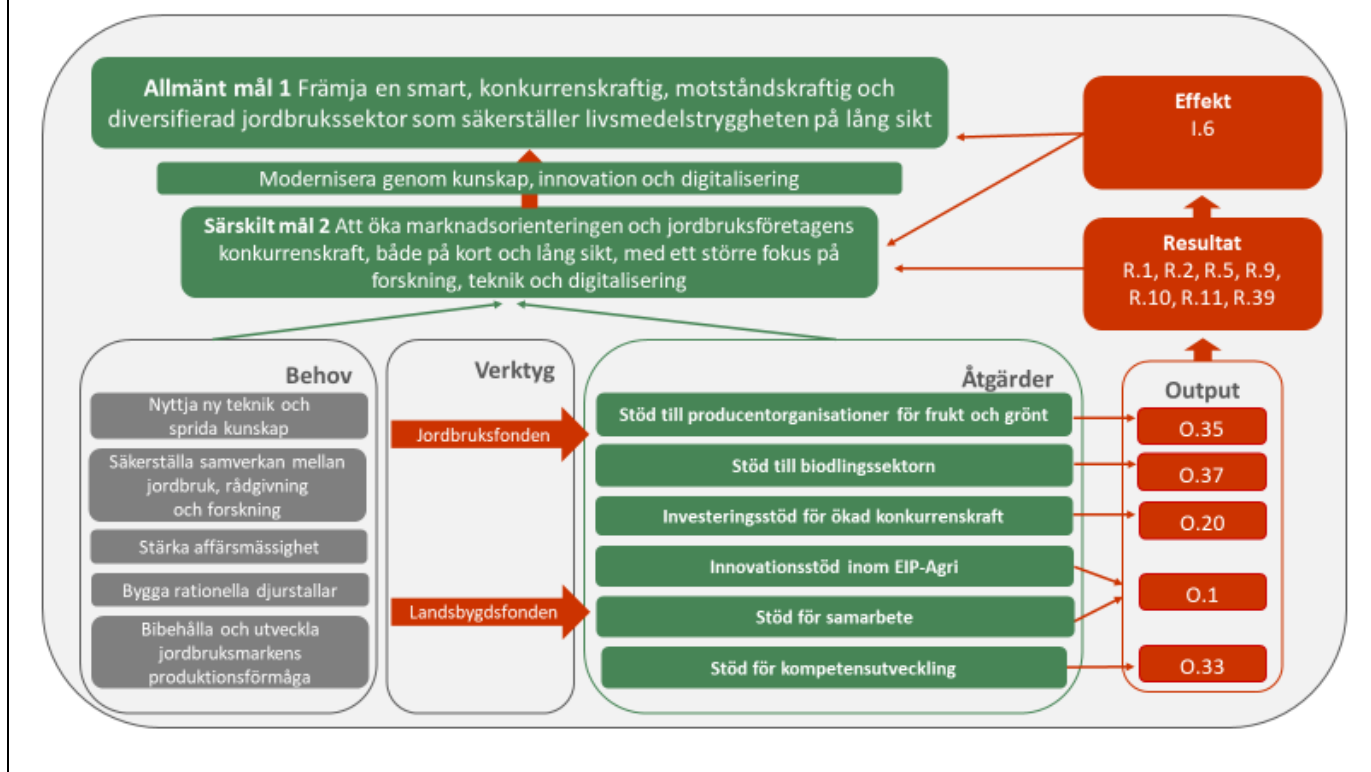 Allmänt mål 1 Främja en smart, konkurrenskraftig, motståndskraftig och
diversifierad jordbrukssektor som säkerställer livsmedelstryggheten på lång sikt
Modernisera genom kunskap, innovation och digitalisering
Särskilt mål 2 Att öka marknadsorienteringen och jordbruksföretagens
konkurrenskraft, både på kort och lång sikt, med ett större fokus på
forskning, teknik och digitalisering
Effekt
I.6
Resultat
R.1, R.2, R.5, R.9,
R.10, R.11, R.39
Behov
Nyttja ny teknik och
sprida kunskap
Säkerställa samverkan mellan
jordbruk, rådgivning
och forskning
Stärka affärsmässighet
Bygga rationella djurstallar
Bibehålla och utveckla
jordbruksmarkens
produktionsförmåga
Verktyg
Jordbruksfonden
Landsbygdsfonden
Åtgärder
Stöd till producentorganisationer för frukt och grönt
Stöd till biodlingssektorn
Investeringsstöd för ökad konkurrenskraft
Innovationsstöd inom EIP-Agri
Stöd för samarbete
Stöd för kompetensutveckling
Output
O.35
O.37
O.20
O.1
O.33